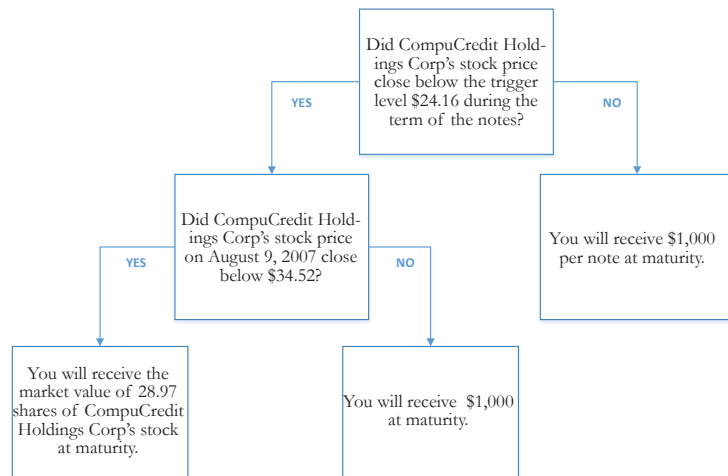 Did CompuCredit Hold-
ings Corp's stock price
close below the trigger
level $24.16 during the
term of the notes?
YES
NO
Did CompuCredit Hold-
ings Corp's stock price
on August 9, 2007 close
below $34.52?
You will receive $1,000
per note at maturity.
YES
NO
You will receive the
market value of 28.97
shares of CompuCredit
Holdings Corp's stock
at maturity.
You will receive $1,000
at maturity.